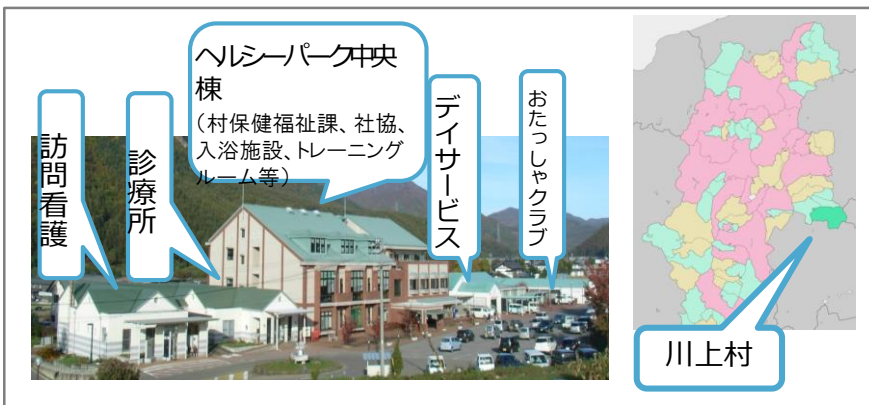 訪問看護
診療所
ヘルシーパーク中央
棟
（村保健福祉課、社協、
入浴施設、トレーニング
ルーム等）
デイサービス
おたっしゃクラブ
川上村